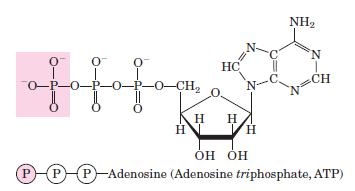 NH₂
N C N
O⁻ O⁻ O⁻ HC CH
⁻O–P–O–P–O–P–O–CH₂ O N C N
O O O
H H
H H
OH OH
P–P–P–Adenosine (Adenosine triphosphate, ATP)